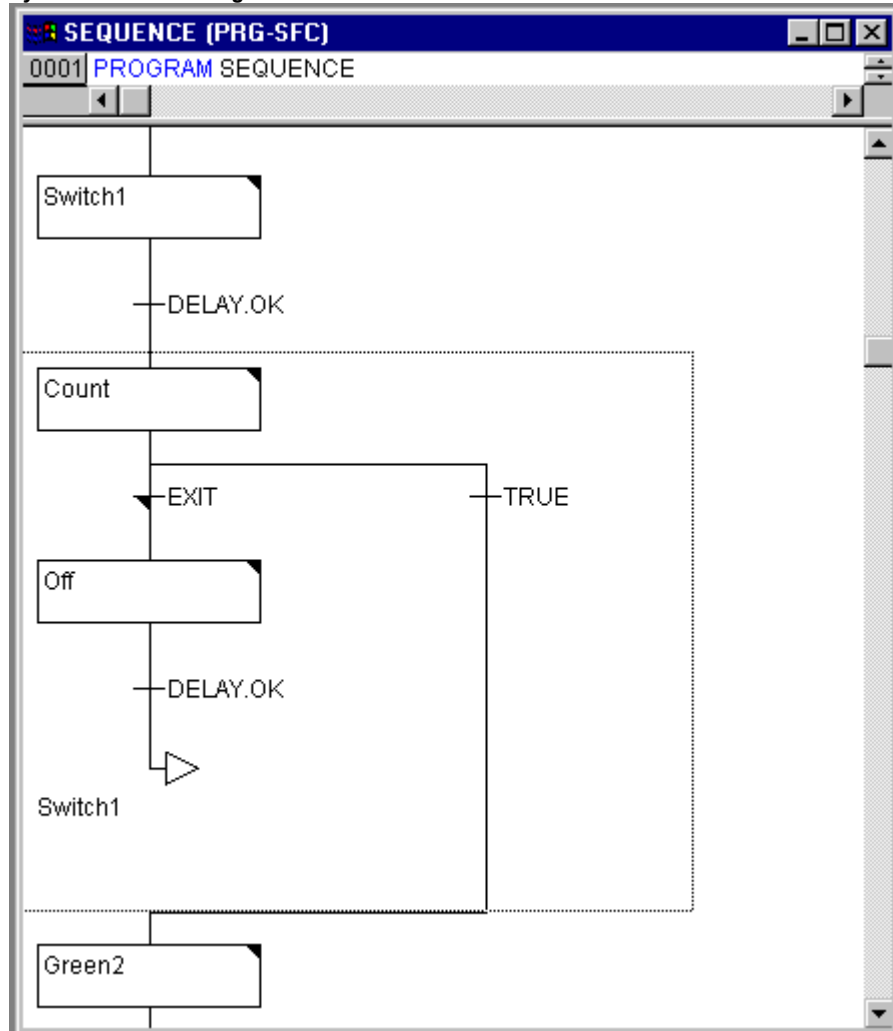 SEQUENCE (PRG-SFC)
0001 PROGRAM SEQUENCE
Switch1
DELAY.OK
Count
EXIT
TRUE
Off
DELAY.OK
Switch1
Green2